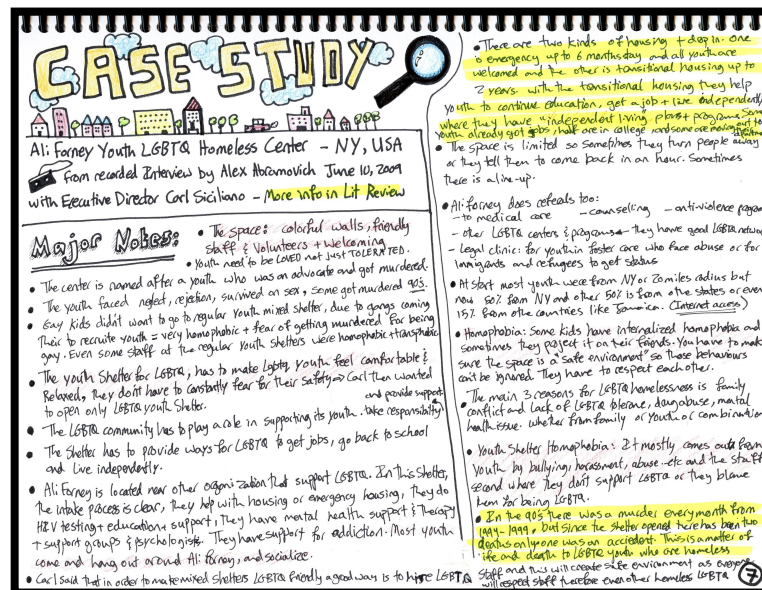 CASE STUDY
Ali Forney Youth LGBTQ Homeless Center - NY, USA
from recorded Interview by Alex Abramovich June 10, 2009
with Executive Director Carl Siciliano - More info in Lit Review
Major Notes:
• The space: colorful walls, friendly
staff & Volunteers + Welcoming
• Youth need to be LOVED not Just TOLERATED.
• The center is named after a youth who was an advocate and got murdered.
• The youth faced neglect, rejection, survived on sex, some got murdered 90's.
• Gay kids didn't want to go to regular Youth mixed shelter, due to gangs coming
their to recruite youth = very homophobic + fear of getting murdered for being
gay. Even some staff at the regular Youth shelters were homophobic + transphobic
• The youth Shelter for LGBTQ, has to make Lgbtq Youth feel comfortable &
Relaxed, they don't have to constantly fear for their safety => Carl then wanted
to open only LGBTQ youth Shelter.
and provide support
• The LGBTQ community has to play a role in supporting its youth. take responsibility
• The Shelter has to provide ways for LGBTQ to get jobs, go back to school
and Live independently.
• Ali Forney is located near other organization that support LGBTQ. In this Shelter,
the intake process is clear, they help with housing or emergency housing, they do
HIV testing + education + support, They have mental health support & Therapy
+ support groups & psychologists. They have support for addiction. Most youth
come and hang out around Ali Forney, and socialize.
• Carl said that in order to make mixed shelters LGBTQ friendly a good way is to hire LGBTQ
• There are two kinds of housing + drop in. One
is emergency up to 6 months day and all youth are
welcomed and the other is transitional housing up to
2 years. with the transitional housing they help
youth to continue education, get a job + live independently,
where they have "independent living plans + programs. Some
youth already got jobs, half are in college and some are moving out to
• The space is limited so sometimes they turn people away
or they tell them to come back in an hour. Sometimes
there is a line-up.
• Ali forney does referals too:
- to medical care - counselling - anti-violence program
- other LGBTQ centers & programs - they have good LGBTQ network
- Legal clinic: for youth in foster care who face abuse or for
Immigrants and refugees to get status
• At start most youth were from NY or 20 miles radius but
now 50% from NY and other 50% is from othe states or even
15% from othe countries like Jamaica. (Internet access)
• Homophobia: Some kids have internalized homophobia and
sometimes they project it on their friends. You have to make
sure the space is a "safe environment" so those behaviours
can't be ignored. They have to respect each other.
• The main 3 reasons for LGBTQ homelessness is family
conflict and lack of LGBTQ tolerone, drug abuse, mental
health issue. whether from family or Youth or combination
• Youth Shelter Homophobia: It mostly comes out from
Youth by bullying, harassment, abuse..etc and the staff
second where they don't support LGBTQ or they blame
them for being LGBTQ.
• In the 90's there was a murder every month from
1994-1999, but since the shelter opened there has been two
deaths only one was an accident. This is a matter of
life and death to LGBTQ youth who are homeless
staff and this will create safe environment as everyone
will respect staff therefore even other homeless LGBTQ
7